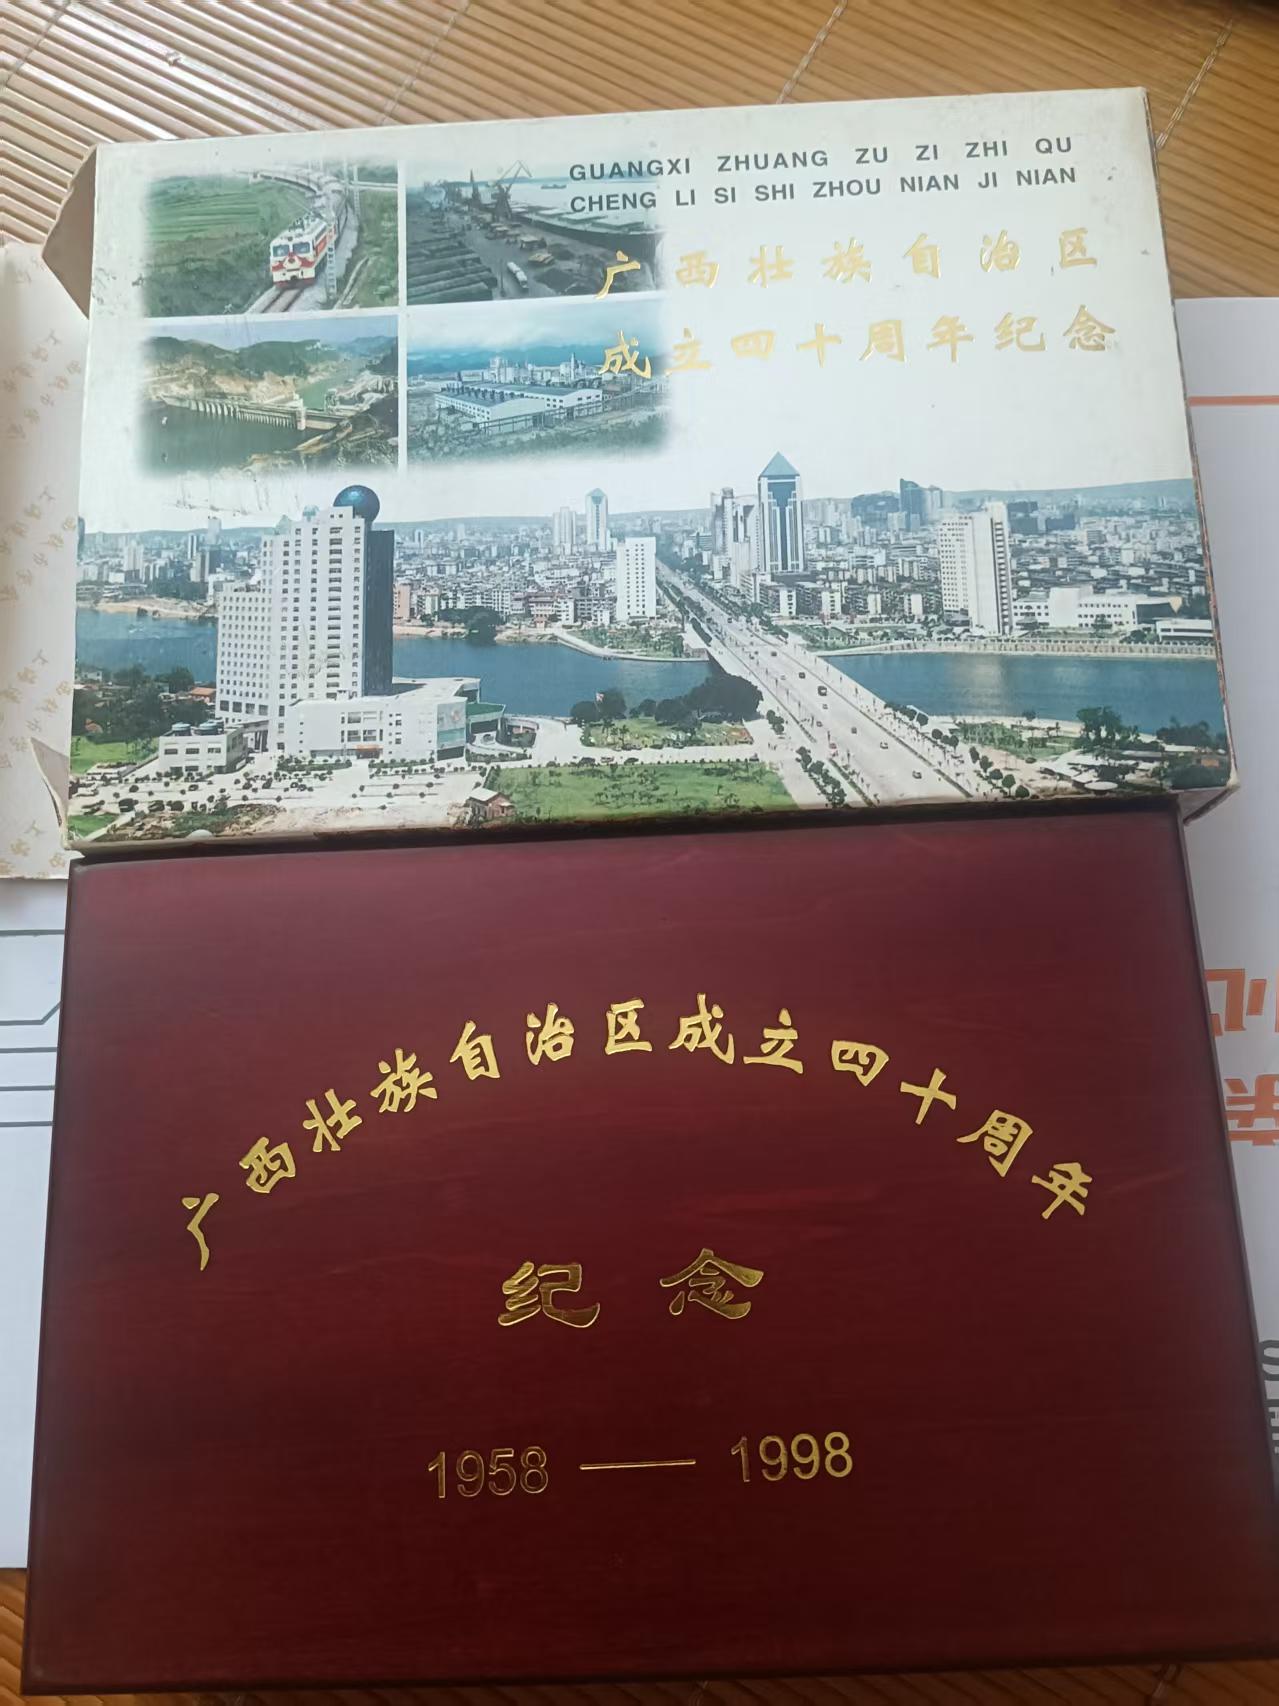 GUANGXI ZHUANG ZU ZI ZHI QU
CHENG LI SI SHI ZHOU NIAN JI NIAN
广西壮族自治区
成立四十周年纪念
广西壮族自治区成立四十周年
纪念
1958 —— 1998